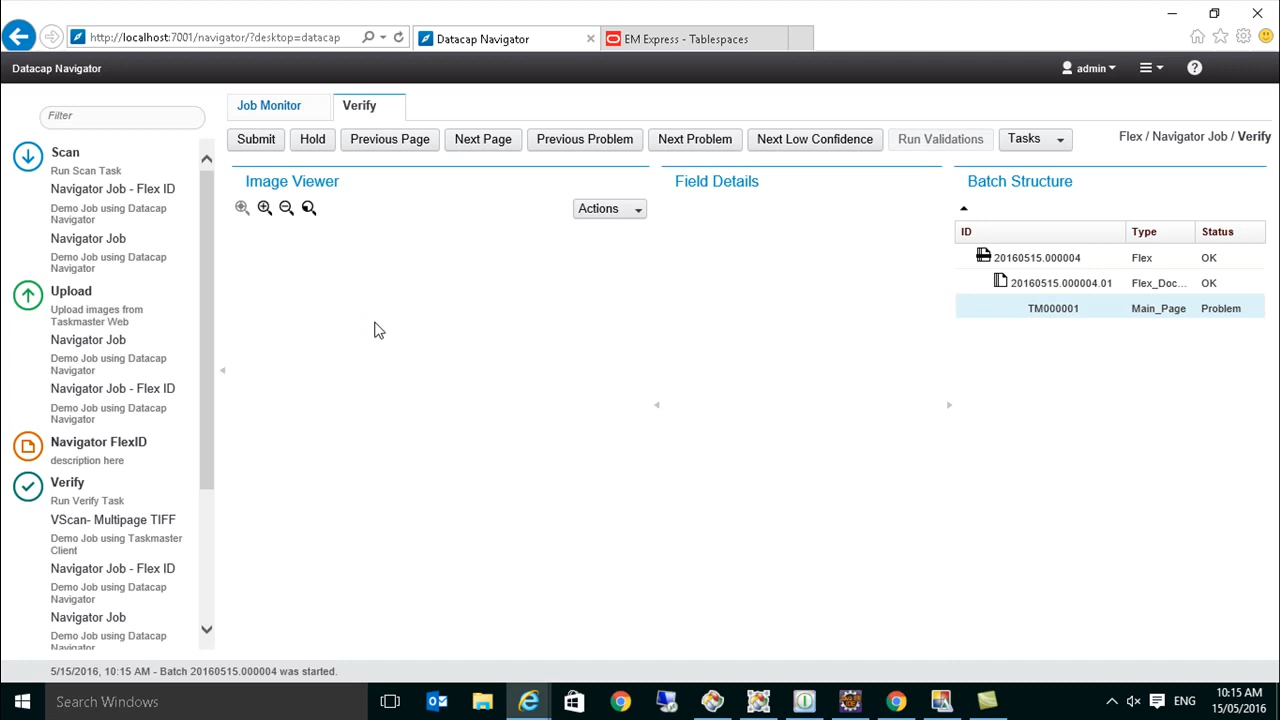 http://localhost:7001/navigator/?desktop=datacap
Datacap Navigator
EM Express - Tablespaces
Datacap Navigator
admin
Filter
Scan
Run Scan Task
Navigator Job - Flex ID
Demo Job using Datacap
Navigator
Navigator Job
Demo Job using Datacap
Navigator
Upload
Upload images from
Taskmaster Web
Navigator Job
Demo Job using Datacap
Navigator
Navigator Job - Flex ID
Demo Job using Datacap
Navigator
Navigator FlexID
description here
Verify
Run Verify Task
VScan- Multipage TIFF
Demo Job using Taskmaster
Client
Navigator Job - Flex ID
Demo Job using Datacap
Navigator
Navigator Job
Demo Job using Datacap
Navigator
Job Monitor Verify
Submit Hold Previous Page Next Page Previous Problem Next Problem Next Low Confidence Run Validations Tasks
Flex / Navigator Job / Verify
Image Viewer
Actions
Field Details
Batch Structure
ID Type Status
20160515.000004 Flex OK
20160515.000004.01 Flex_Doc... OK
TM000001 Main_Page Problem
5/15/2016, 10:15 AM - Batch 20160515.000004 was started.
Search Windows
ENG
10:15 AM
15/05/2016